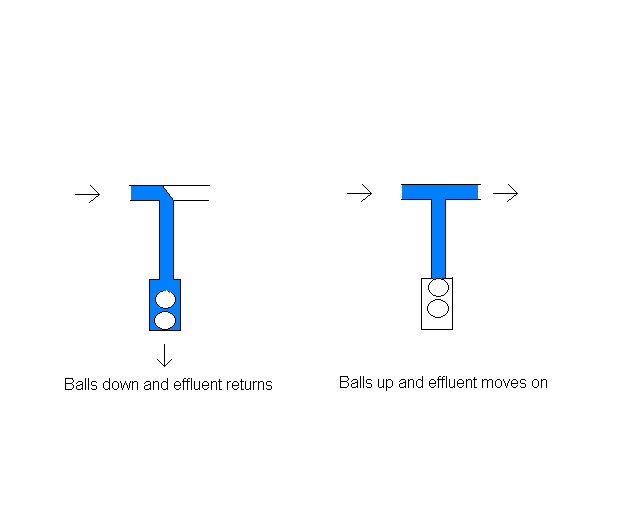 Balls down and effluent returns
Balls up and effluent moves on